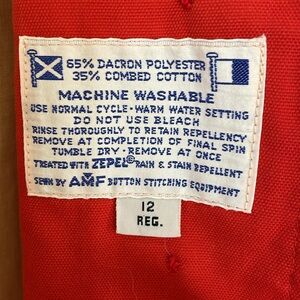 65% DACRON POLYESTER
35% COMBED COTTON
MACHINE WASHABLE
USE NORMAL CYCLE - WARM WATER SETTING
DO NOT USE BLEACH
RINSE THOROUGHLY TO RETAIN REPELLENCY
REMOVE AT COMPLETION OF FINAL SPIN
TUMBLE DRY - REMOVE AT ONCE
TREATED WITH ZEPEL RAIN & STAIN REPELLENT
SEWN BY AMF BUTTON STITCHING EQUIPMENT
12
REG.